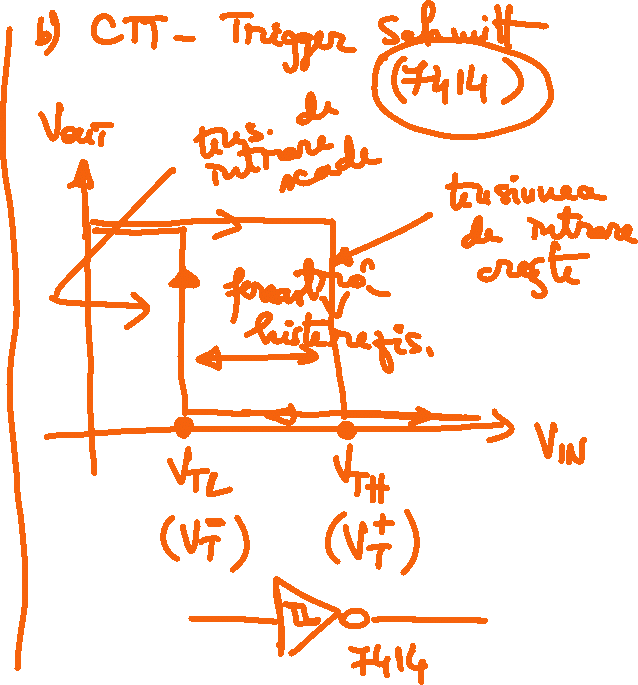 b) CTT - Trigger Schmitt
(7414)
VOUT
tens. de
intrare
scade
tensiunea
de intrare
crește
fereastră
histerezis.
VTL
VTH
VIN
(VT-)
(VT+)
7414